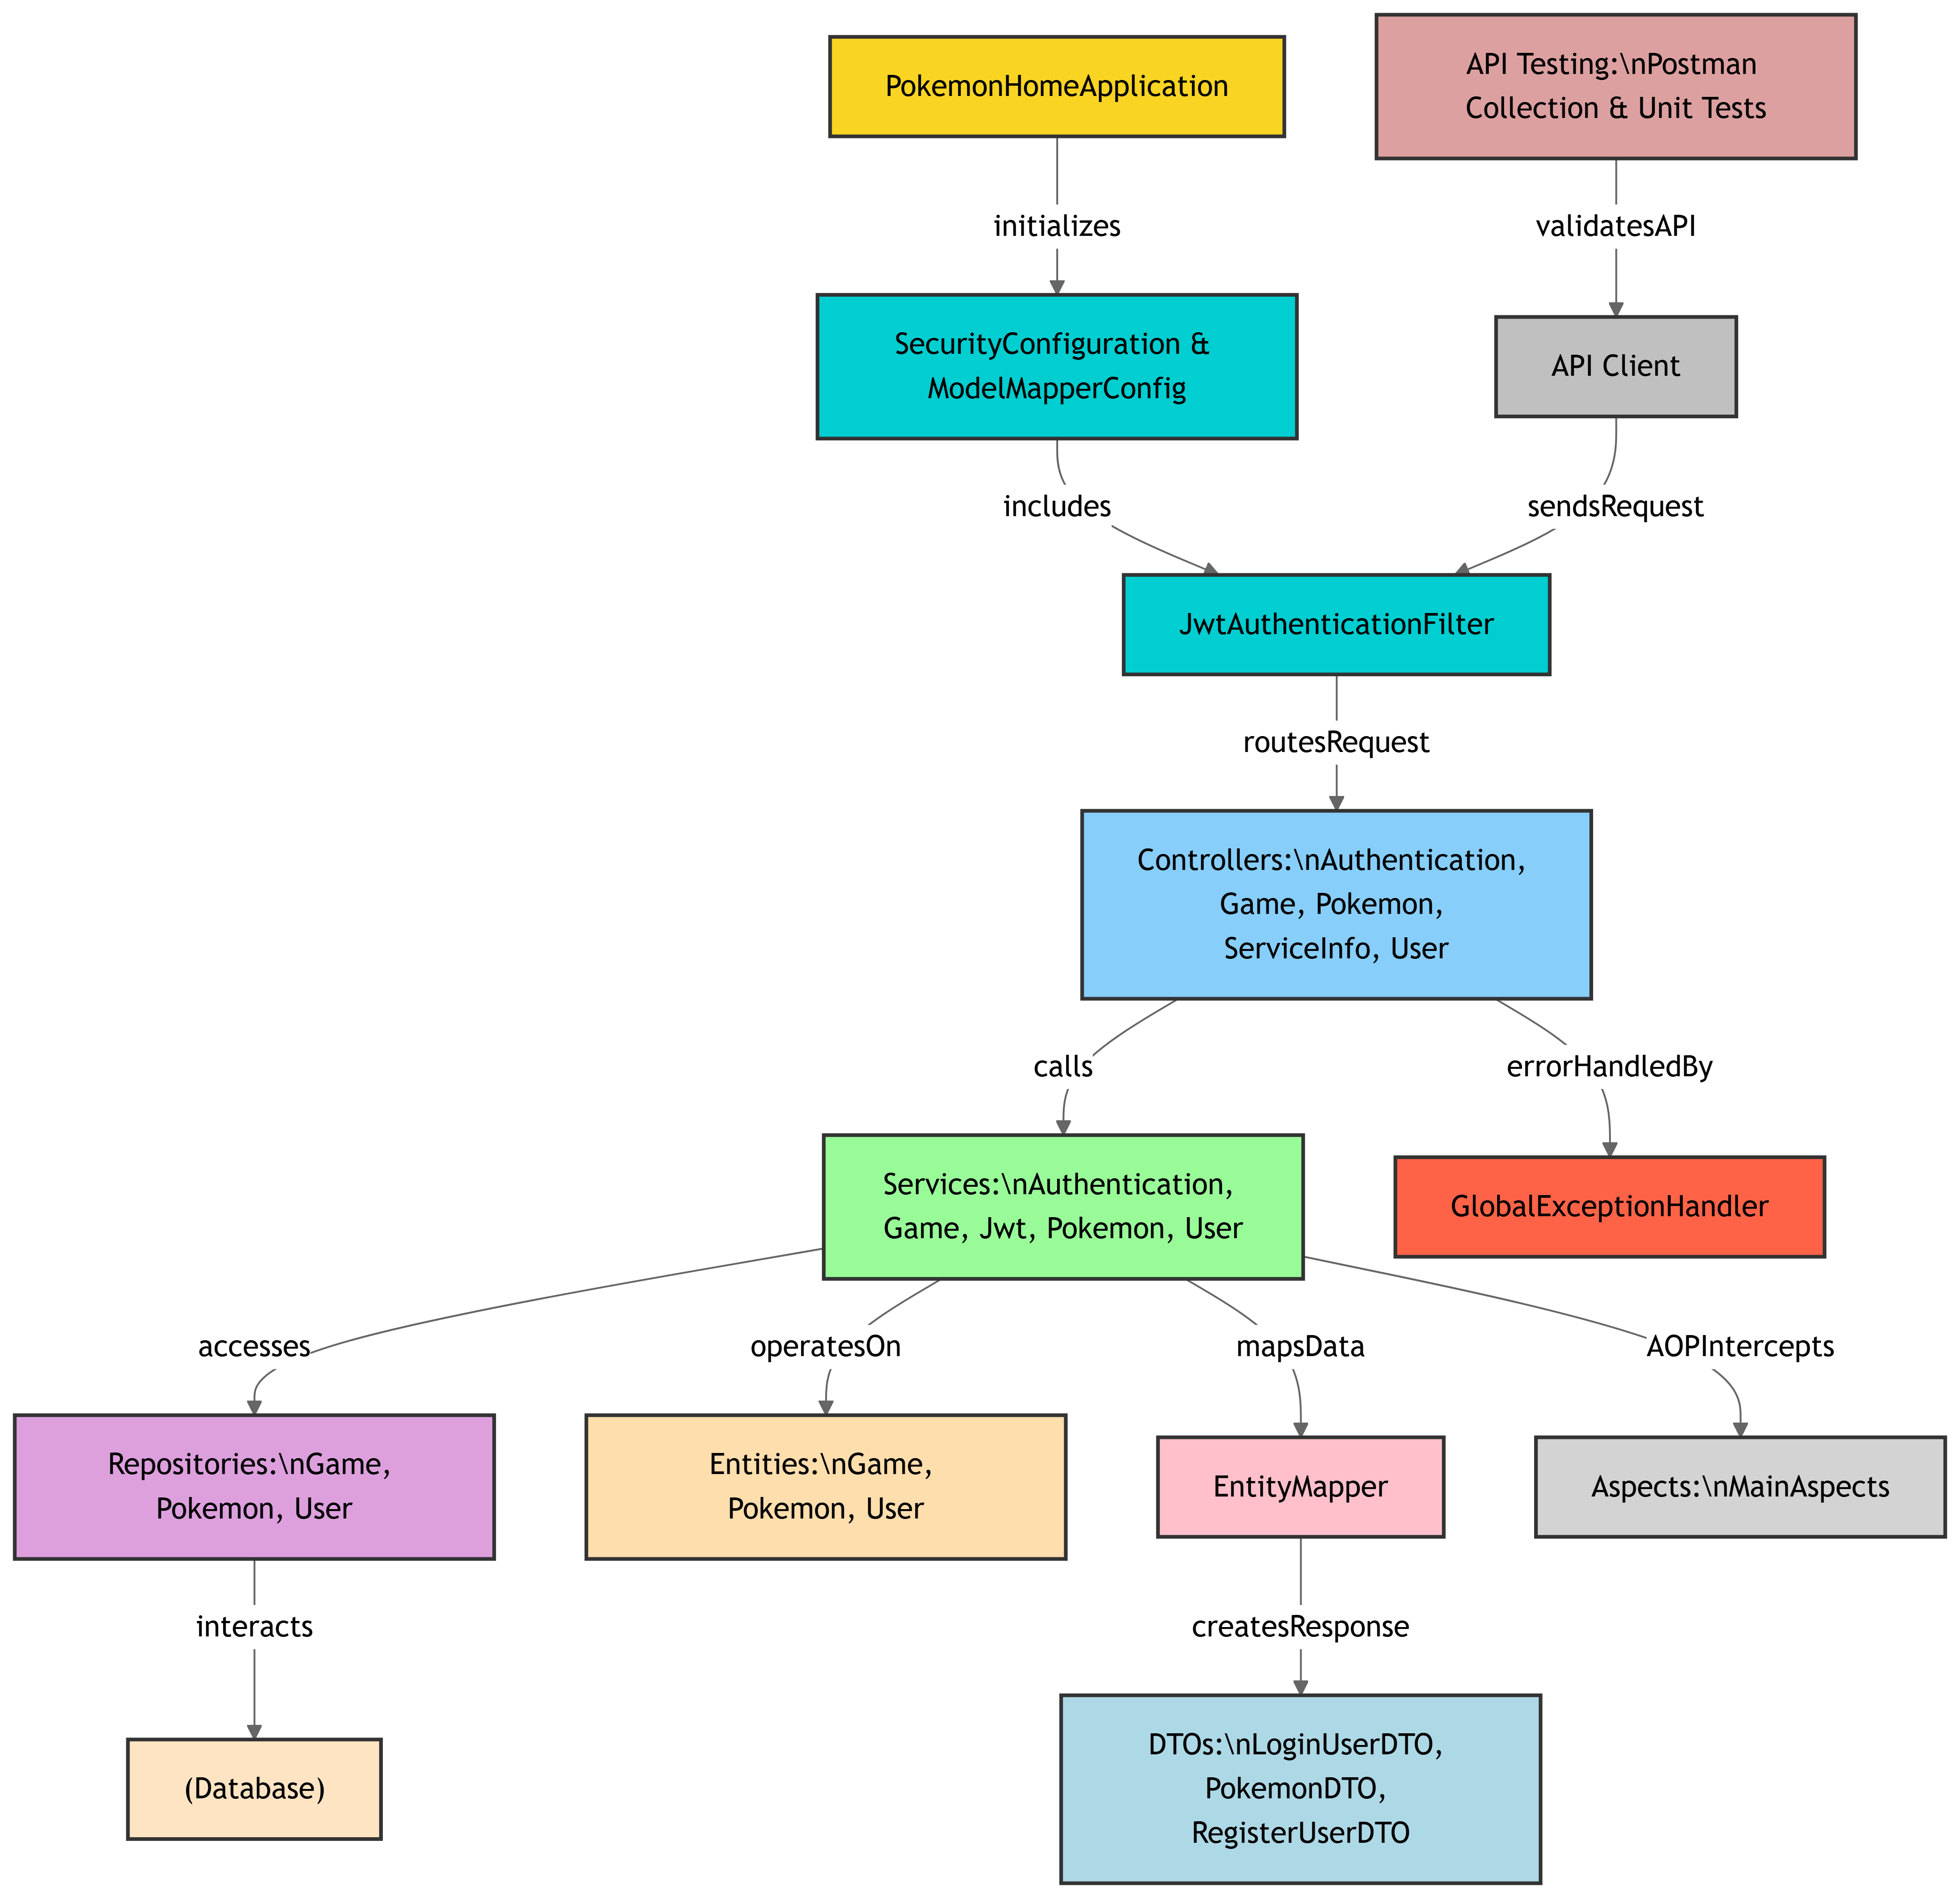 PokemonHomeApplication
API Testing:\nPostman
Collection & Unit Tests
initializes
validatesAPI
SecurityConfiguration &
ModelMapperConfig
API Client
includes
sendsRequest
JwtAuthenticationFilter
routesRequest
Controllers:\nAuthentication,
Game, Pokemon,
ServiceInfo, User
calls
errorHandledBy
Services:\nAuthentication,
Game, Jwt, Pokemon, User
GlobalExceptionHandler
accesses
operatesOn
mapsData
AOPIntercepts
Repositories:\nGame,
Pokemon, User
Entities:\nGame,
Pokemon, User
EntityMapper
Aspects:\nMainAspects
interacts
createsResponse
(Database)
DTOs:\nLoginUserDTO,
PokemonDTO,
RegisterUserDTO